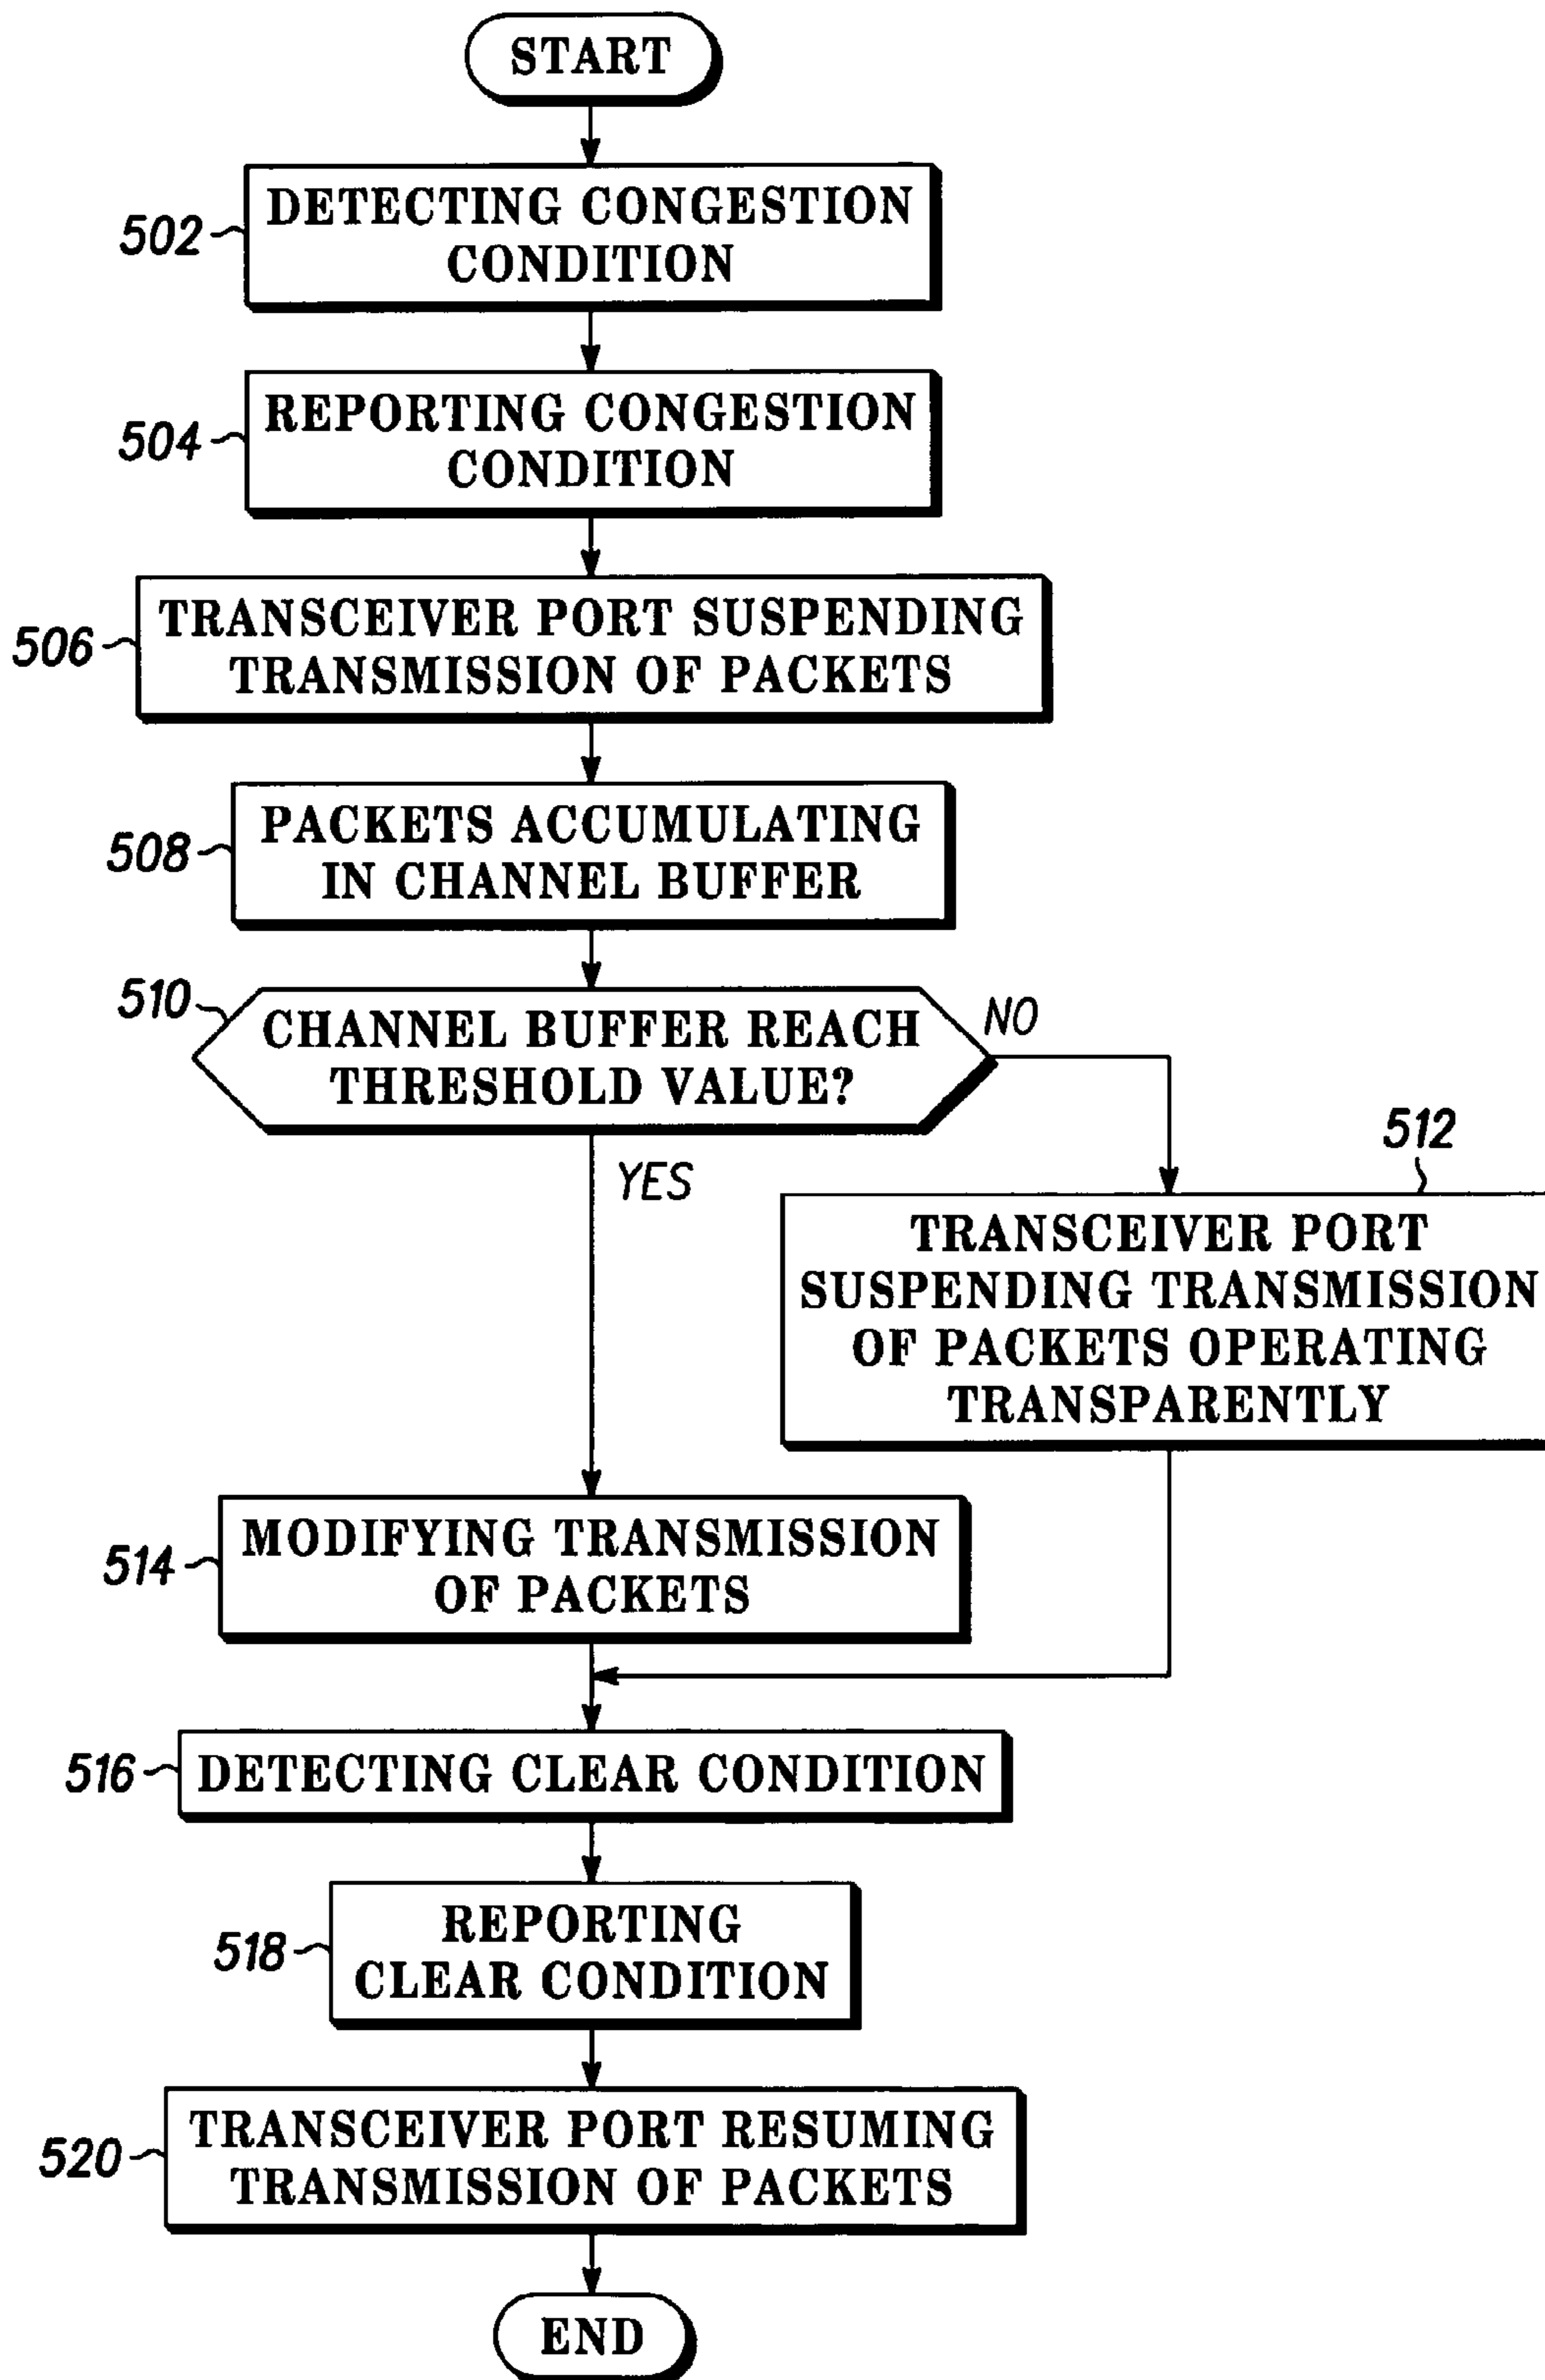 START
502
DETECTING CONGESTION
CONDITION
504
REPORTING CONGESTION
CONDITION
506
TRANSCEIVER PORT SUSPENDING
TRANSMISSION OF PACKETS
508
PACKETS ACCUMULATING
IN CHANNEL BUFFER
510
CHANNEL BUFFER REACH
THRESHOLD VALUE?
NO
YES
512
TRANSCEIVER PORT
SUSPENDING TRANSMISSION
OF PACKETS OPERATING
TRANSPARENTLY
514
MODIFYING TRANSMISSION
OF PACKETS
516
DETECTING CLEAR CONDITION
518
REPORTING
CLEAR CONDITION
520
TRANSCEIVER PORT RESUMING
TRANSMISSION OF PACKETS
END